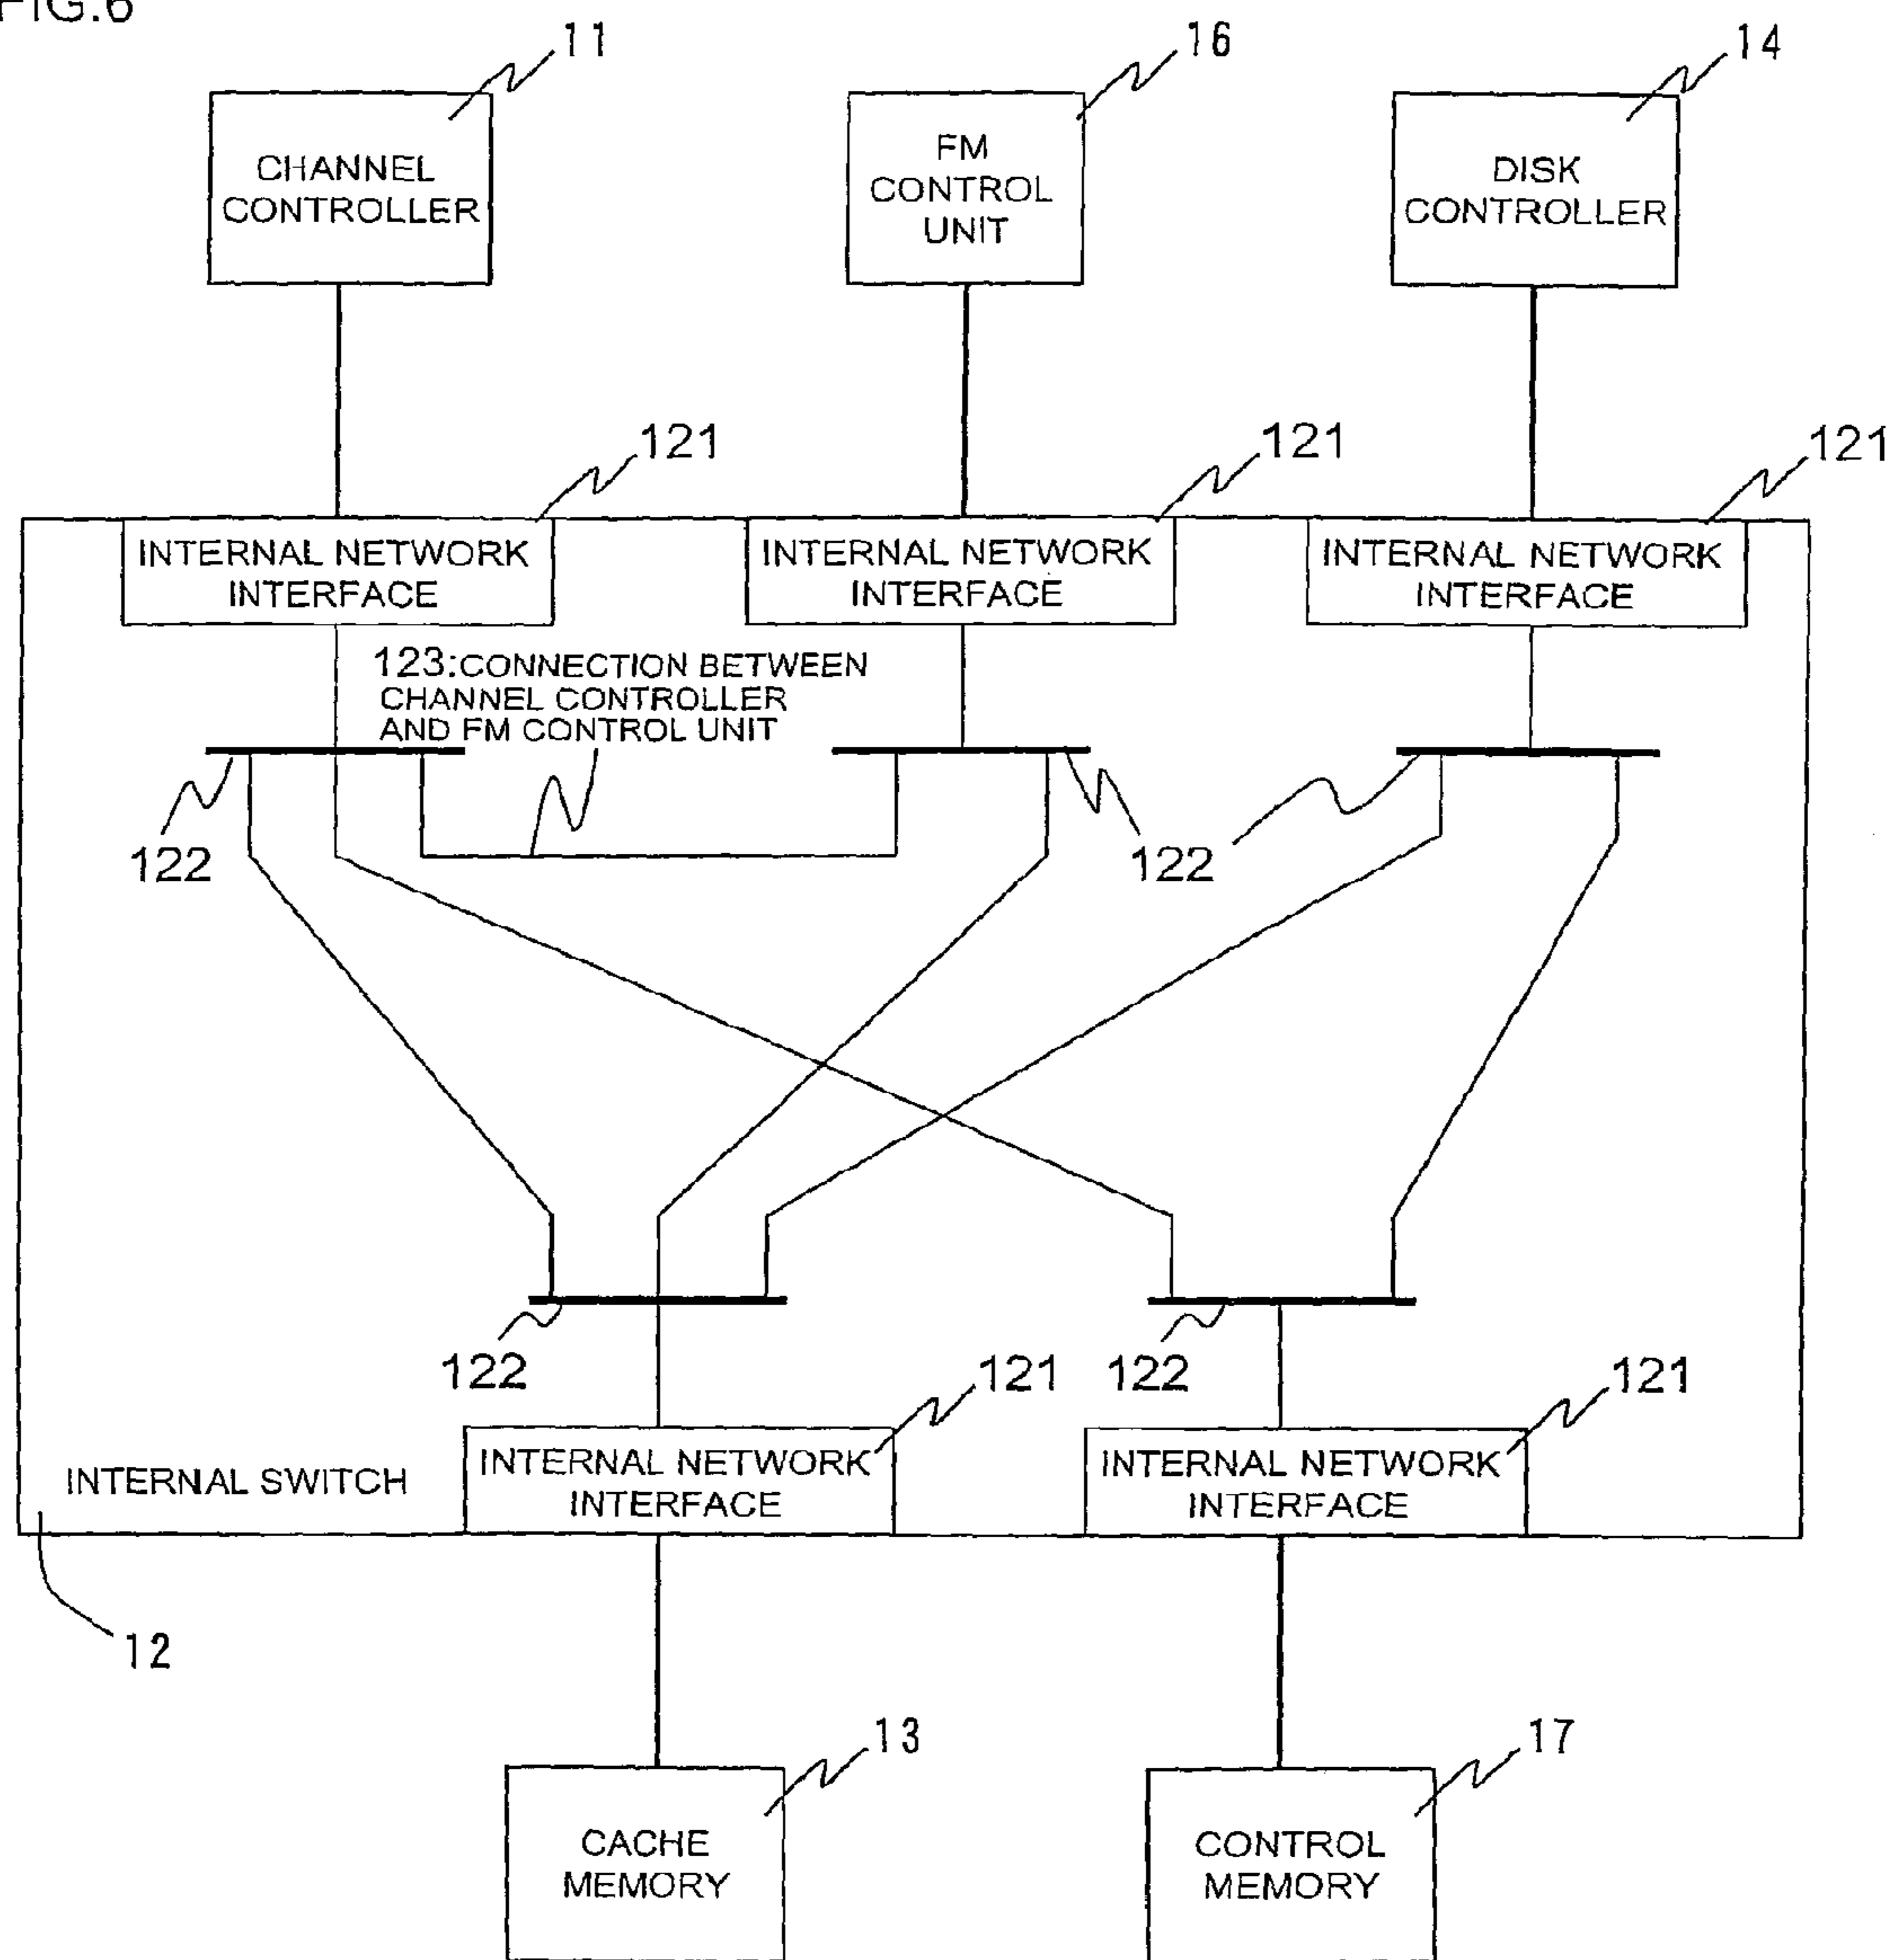 FIG.6
11
16
14
CHANNEL
CONTROLLER
FM
CONTROL
UNIT
DISK
CONTROLLER
121
121
121
INTERNAL NETWORK
INTERFACE
INTERNAL NETWORK
INTERFACE
INTERNAL NETWORK
INTERFACE
123:CONNECTION BETWEEN
CHANNEL CONTROLLER
AND FM CONTROL UNIT
122
122
122
122
121
121
INTERNAL SWITCH
INTERNAL NETWORK
INTERFACE
INTERNAL NETWORK
INTERFACE
12
13
17
CACHE
MEMORY
CONTROL
MEMORY